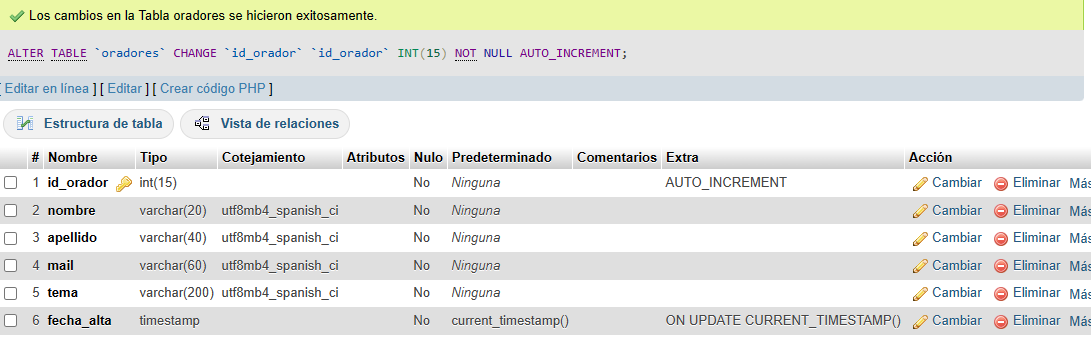 Los cambios en la Tabla oradores se hicieron exitosamente.
ALTER TABLE `oradores` CHANGE `id_orador` `id_orador` INT(15) NOT NULL AUTO_INCREMENT;
[ Editar en línea ] [ Editar ] [ Crear código PHP ]
Estructura de tabla Vista de relaciones
# Nombre Tipo Cotejamiento Atributos Nulo Predeterminado Comentarios Extra Acción
1 id_orador int(15) No Ninguna AUTO_INCREMENT Cambiar Eliminar Más
2 nombre varchar(20) utf8mb4_spanish_ci No Ninguna Cambiar Eliminar Más
3 apellido varchar(40) utf8mb4_spanish_ci No Ninguna Cambiar Eliminar Más
4 mail varchar(60) utf8mb4_spanish_ci No Ninguna Cambiar Eliminar Más
5 tema varchar(200) utf8mb4_spanish_ci No Ninguna Cambiar Eliminar Más
6 fecha_alta timestamp No current_timestamp() ON UPDATE CURRENT_TIMESTAMP() Cambiar Eliminar Más